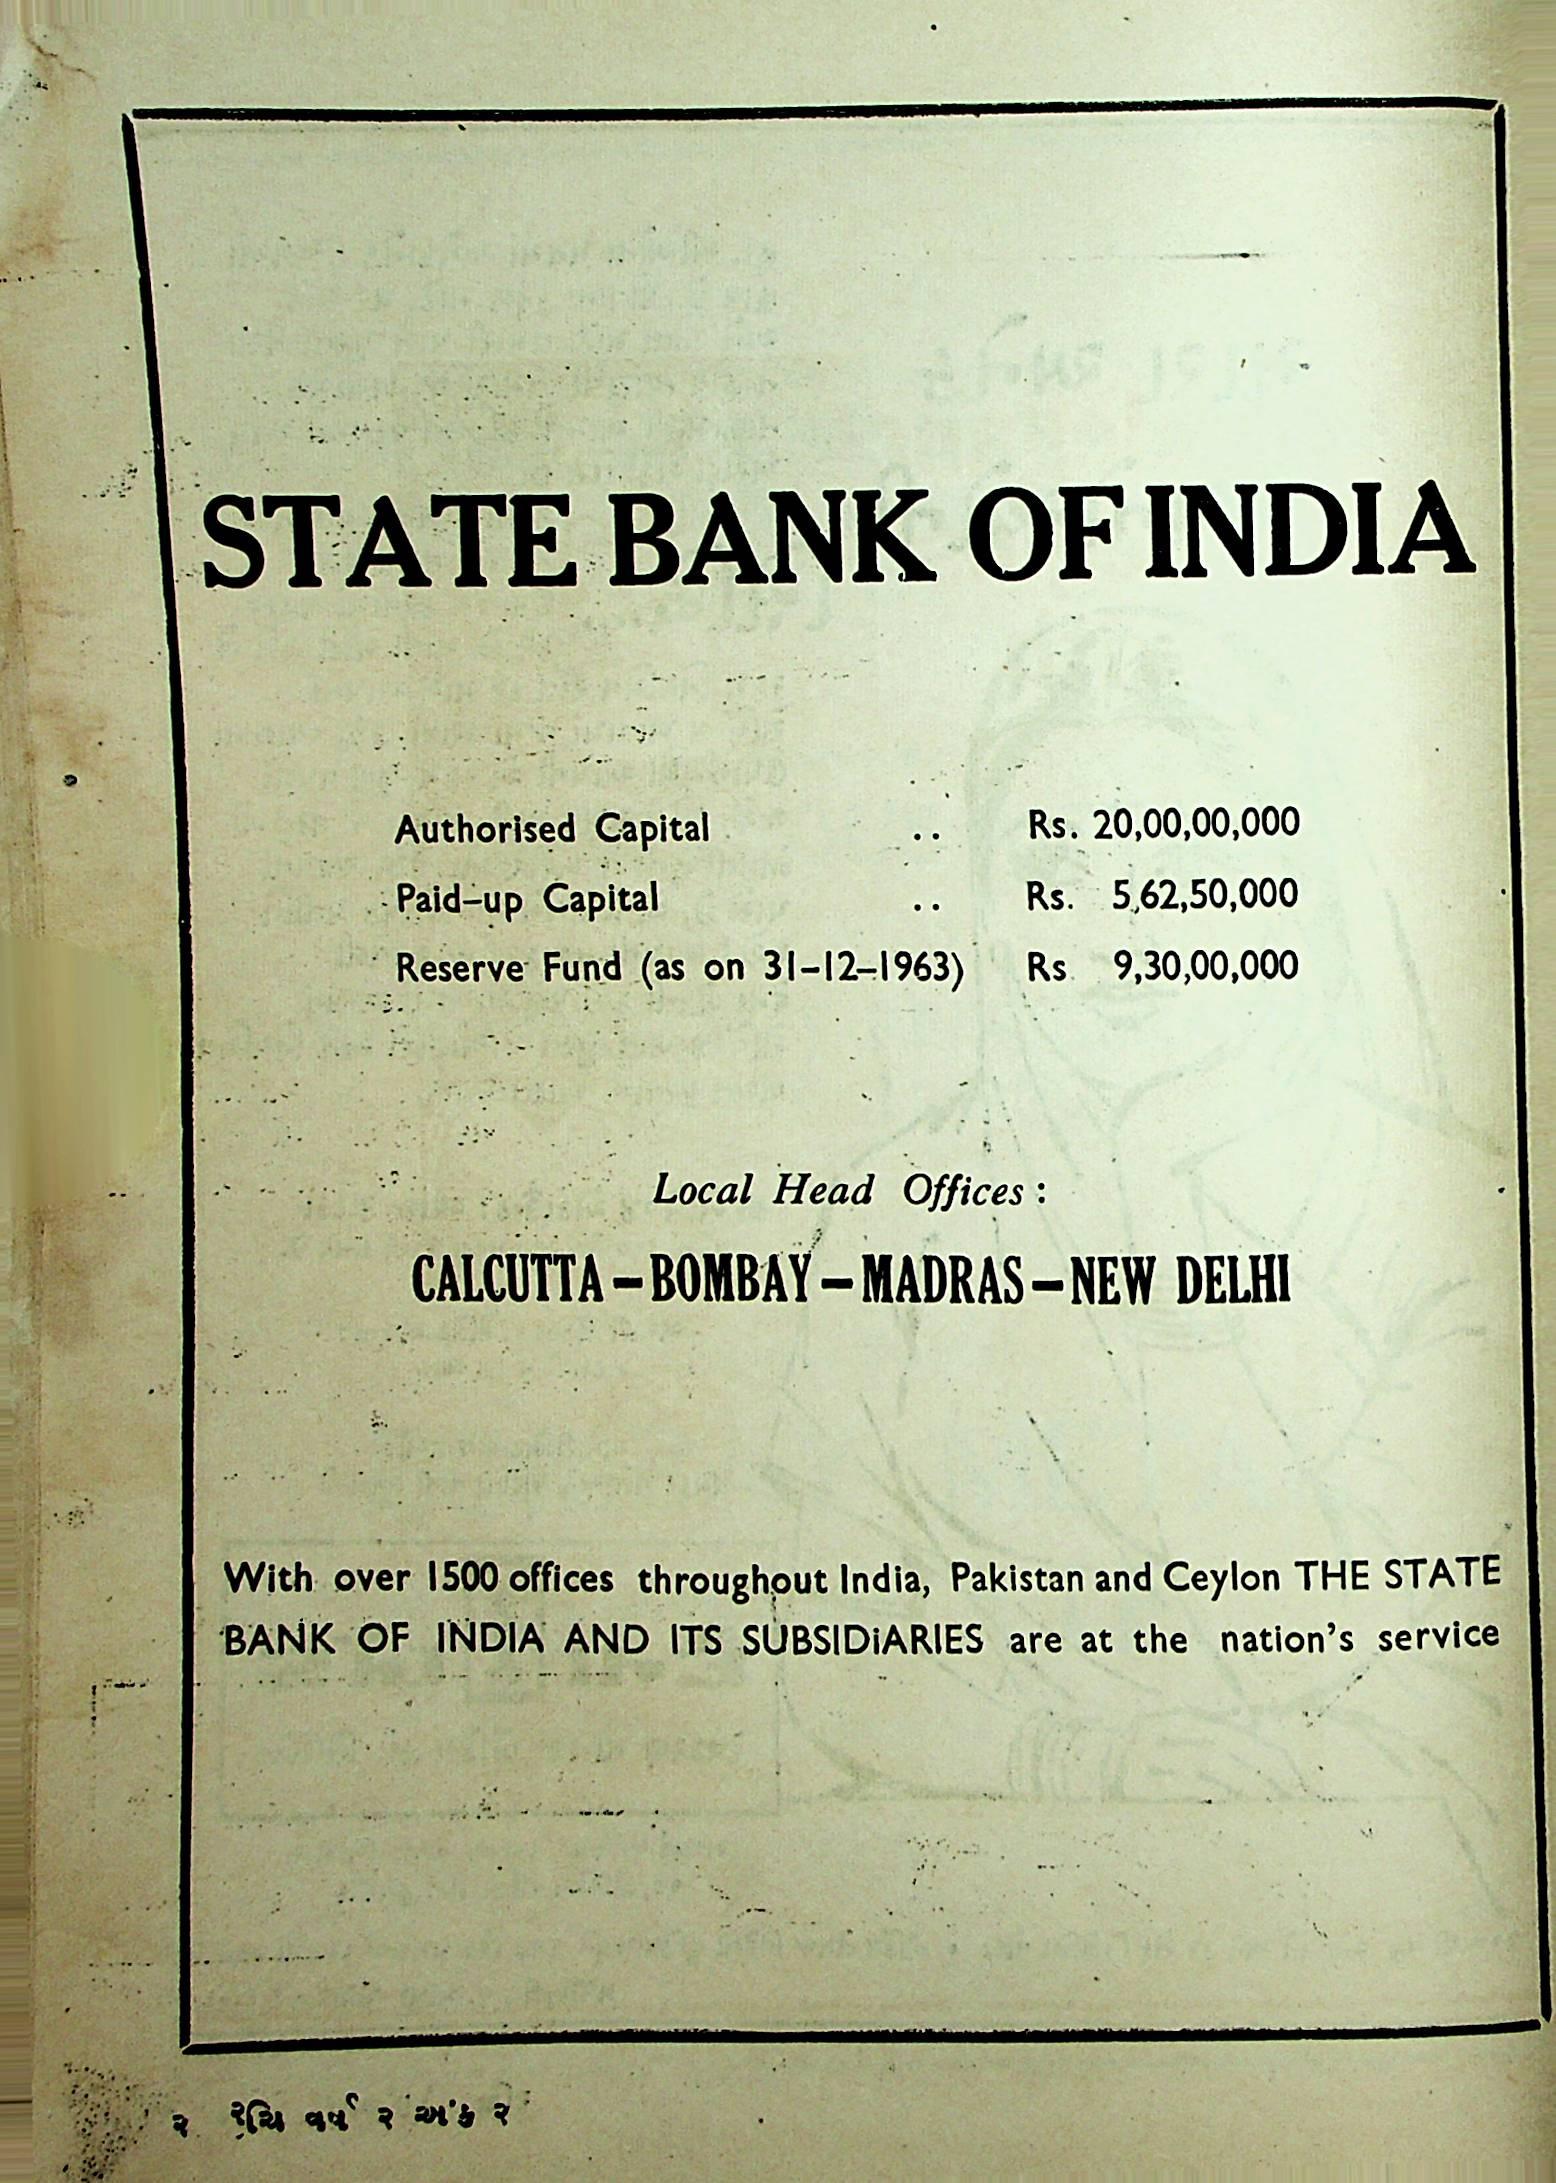 STATE BANK OF INDIA
Authorised Capital .. Rs. 20,00,00,000
Paid-up Capital .. Rs. 5,62,50,000
Reserve Fund (as on 31-12-1963) Rs 9,30,00,000
Local Head Offices :
CALCUTTA – BOMBAY – MADRAS – NEW DELHI
With over 1500 offices throughout India, Pakistan and Ceylon THE STATE
BANK OF INDIA AND ITS SUBSIDiARIES are at the nation's service
૨ રુચિ વર્ષ ૨ અંક ૨